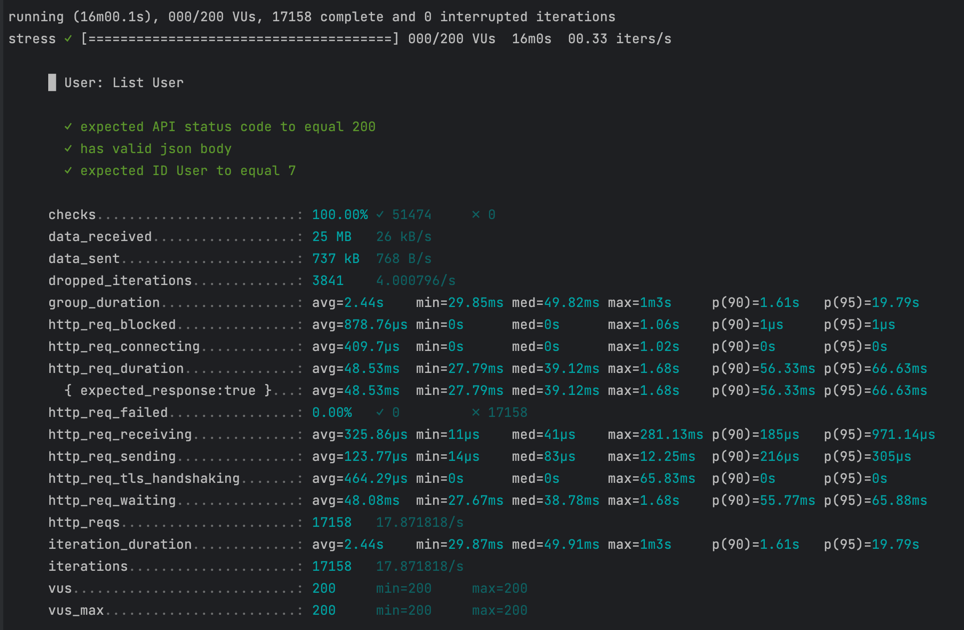 running (16m00.1s), 000/200 VUs, 17158 complete and 0 interrupted iterations
stress ✓ [======================================] 000/200 VUs  16m0s  00.33 iters/s
█ User: List User
✓ expected API status code to equal 200
✓ has valid json body
✓ expected ID User to equal 7
checks.........................: 100.00% ✓ 51474     ✗ 0
data_received..................: 25 MB   26 kB/s
data_sent......................: 737 kB  768 B/s
dropped_iterations.............: 3841    4.000796/s
group_duration.................: avg=2.44s    min=29.85ms med=49.82ms max=1m3s     p(90)=1.61s   p(95)=19.79s
http_req_blocked...............: avg=878.76µs min=0s      med=0s      max=1.06s    p(90)=1µs     p(95)=1µs
http_req_connecting............: avg=409.7µs  min=0s      med=0s      max=1.02s    p(90)=0s      p(95)=0s
http_req_duration..............: avg=48.53ms  min=27.79ms med=39.12ms max=1.68s    p(90)=56.33ms p(95)=66.63ms
{ expected_response:true }...: avg=48.53ms  min=27.79ms med=39.12ms max=1.68s    p(90)=56.33ms p(95)=66.63ms
http_req_failed................: 0.00%   ✓ 0         ✗ 17158
http_req_receiving.............: avg=325.86µs min=11µs    med=41µs    max=281.13ms p(90)=185µs   p(95)=971.14µs
http_req_sending...............: avg=123.77µs min=14µs    med=83µs    max=12.25ms  p(90)=216µs   p(95)=305µs
http_req_tls_handshaking.......: avg=464.29µs min=0s      med=0s      max=65.83ms  p(90)=0s      p(95)=0s
http_req_waiting...............: avg=48.08ms  min=27.67ms med=38.78ms max=1.68s    p(90)=55.77ms p(95)=65.88ms
http_reqs......................: 17158   17.871818/s
iteration_duration.............: avg=2.44s    min=29.87ms med=49.91ms max=1m3s     p(90)=1.61s   p(95)=19.79s
iterations.....................: 17158   17.871818/s
vus............................: 200     min=200     max=200
vus_max........................: 200     min=200     max=200